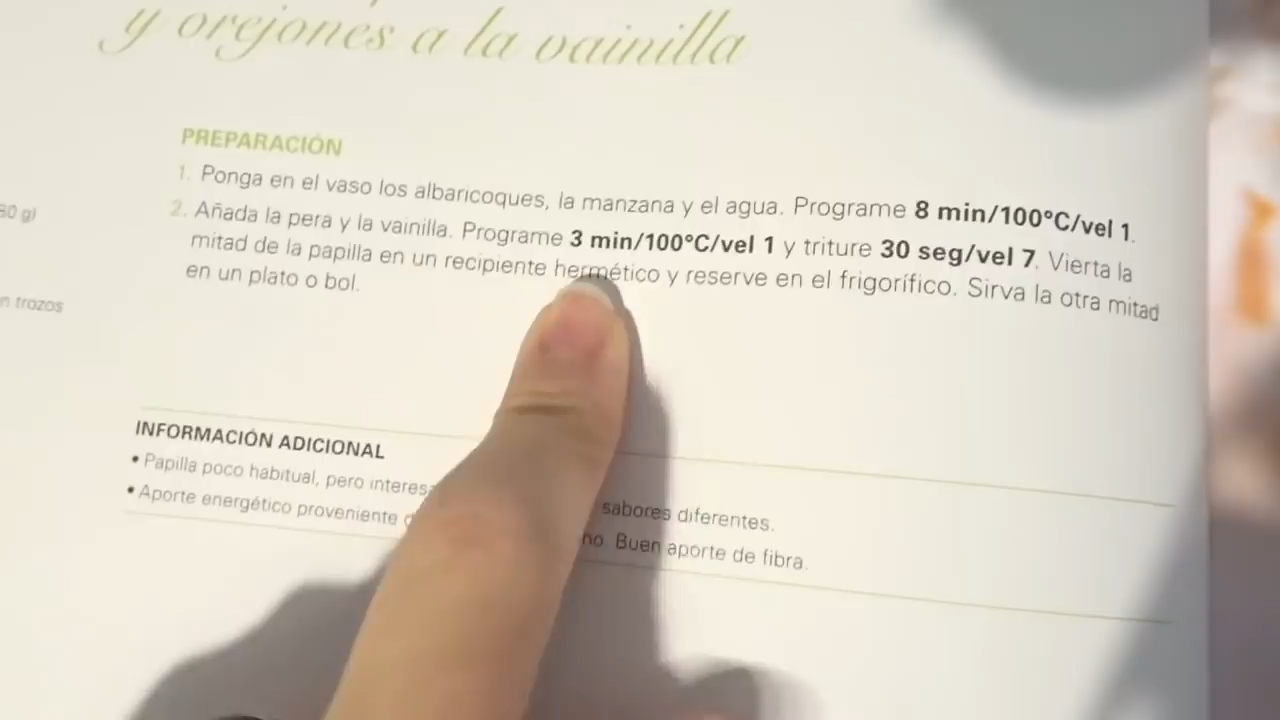 y orejones a la vainilla
PREPARACIÓN
1. Ponga en el vaso los albaricoques, la manzana y el agua. Programe 8 min/100°C/vel 1.
2. Añada la pera y la vainilla. Programe 3 min/100°C/vel 1 y triture 30 seg/vel 7. Vierta la
mitad de la papilla en un recipiente hermético y reserve en el frigorífico. Sirva la otra mitad
en un plato o bol.
80 g)
n trozos
INFORMACIÓN ADICIONAL
• Papilla poco habitual, pero interes sabores diferentes.
• Aporte energético proveniente no. Buen aporte de fibra.